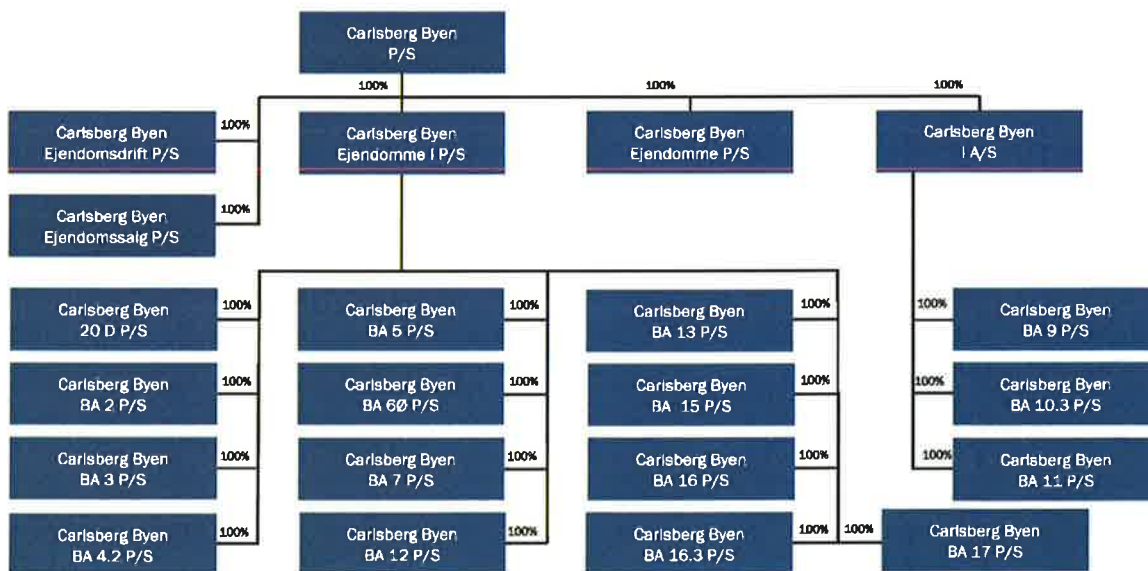 Carlsberg Byen
P/S
100%
100%
100%
Carlsberg Byen
Ejendomsdrift P/S
100%
Carlsberg Byen
Ejendomme I P/S
Carlsberg Byen
Ejendomme P/S
Carlsberg Byen
I A/S
Carlsberg Byen
Ejendomssalg P/S
100%
Carlsberg Byen
20 D P/S
100%
Carlsberg Byen
BA 5 P/S
100%
Carlsberg Byen
BA 13 P/S
100%
100%
Carlsberg Byen
BA 9 P/S
Carlsberg Byen
BA 2 P/S
100%
Carlsberg Byen
BA 6Ø P/S
100%
Carlsberg Byen
BA 15 P/S
100%
100%
Carlsberg Byen
BA 10.3 P/S
Carlsberg Byen
BA 3 P/S
100%
Carlsberg Byen
BA 7 P/S
100%
Carlsberg Byen
BA 16 P/S
100%
100%
Carlsberg Byen
BA 11 P/S
Carlsberg Byen
BA 4.2 P/S
100%
Carlsberg Byen
BA 12 P/S
100%
Carlsberg Byen
BA 16.3 P/S
100%
100%
Carlsberg Byen
BA 17 P/S